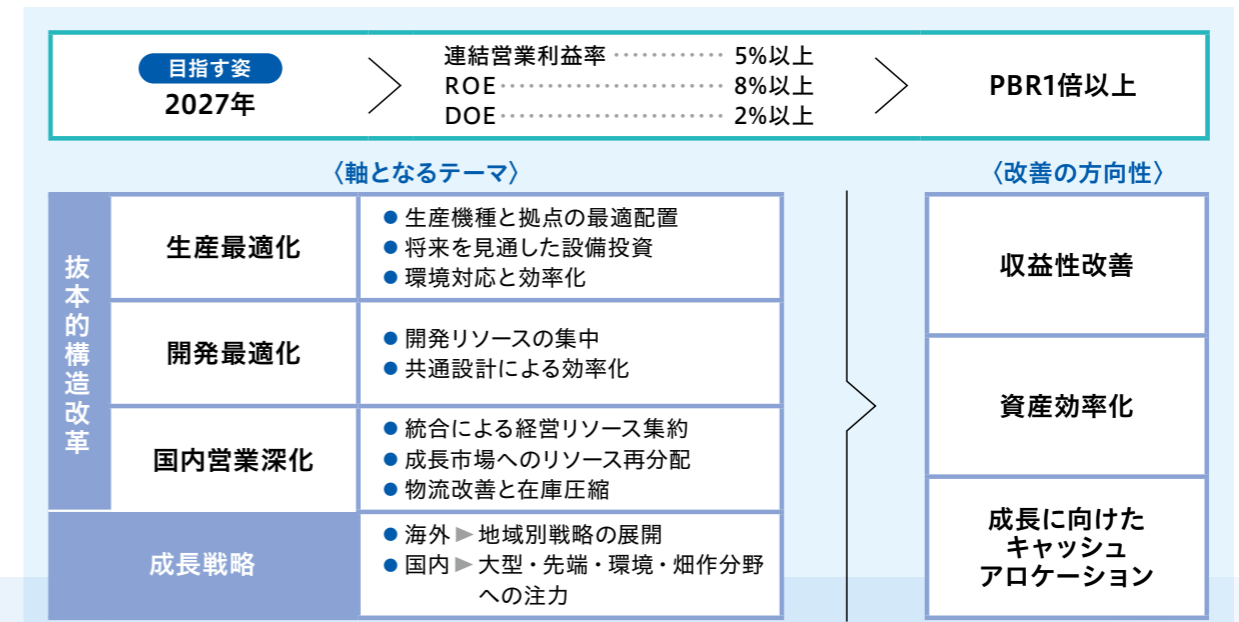 目指す姿
2027年
連結営業利益率………… 5%以上
ROE…………………… 8%以上
DOE…………………… 2%以上
PBR1倍以上
〈軸となるテーマ〉
〈改善の方向性〉
抜本的構造改革
生産最適化
●生産機種と拠点の最適配置
●将来を見通した設備投資
●環境対応と効率化
開発最適化
●開発リソースの集中
●共通設計による効率化
国内営業深化
●統合による経営リソース集約
●成長市場へのリソース再分配
●物流改善と在庫圧縮
成長戦略
●海外▶地域別戦略の展開
●国内▶大型・先端・環境・畑作分野
への注力
収益性改善
資産効率化
成長に向けた
キャッシュ
アロケーション